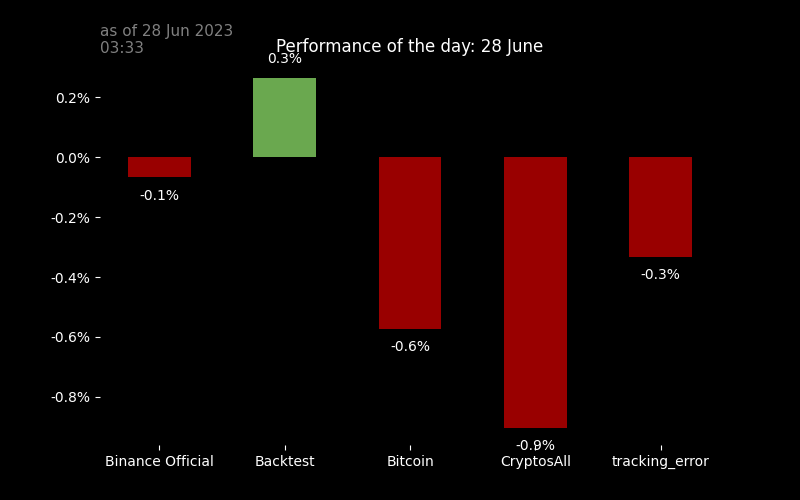 as of 28 Jun 2023
03:33
Performance of the day: 28 June
0.3%
0.2%
0.0%
-0.2%
-0.4%
-0.6%
-0.8%
-0.1%
-0.6%
-0.9%
-0.3%
Binance Official
Backtest
Bitcoin
CryptosAll
tracking_error